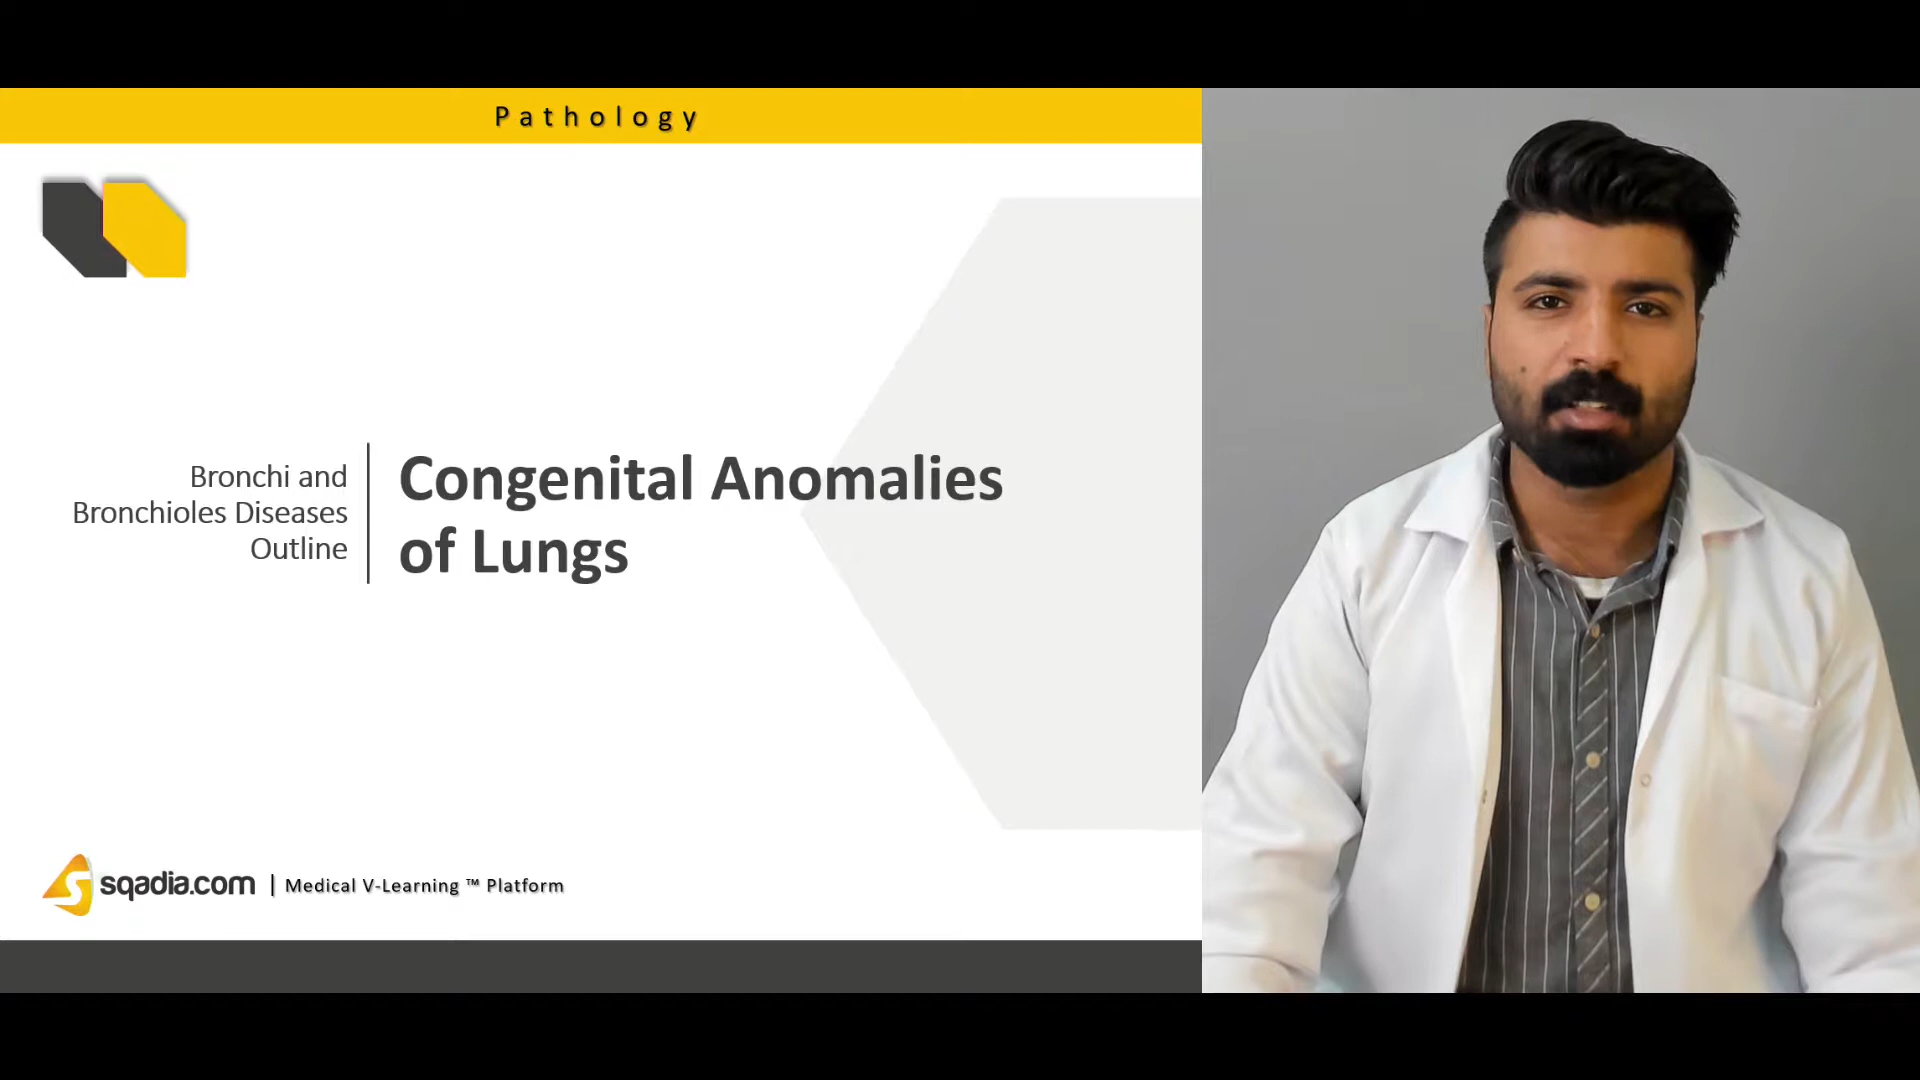 Pathology
Bronchi and
Bronchioles Diseases
Outline
Congenital Anomalies
of Lungs
sqadia.com | Medical V-Learning ™ Platform